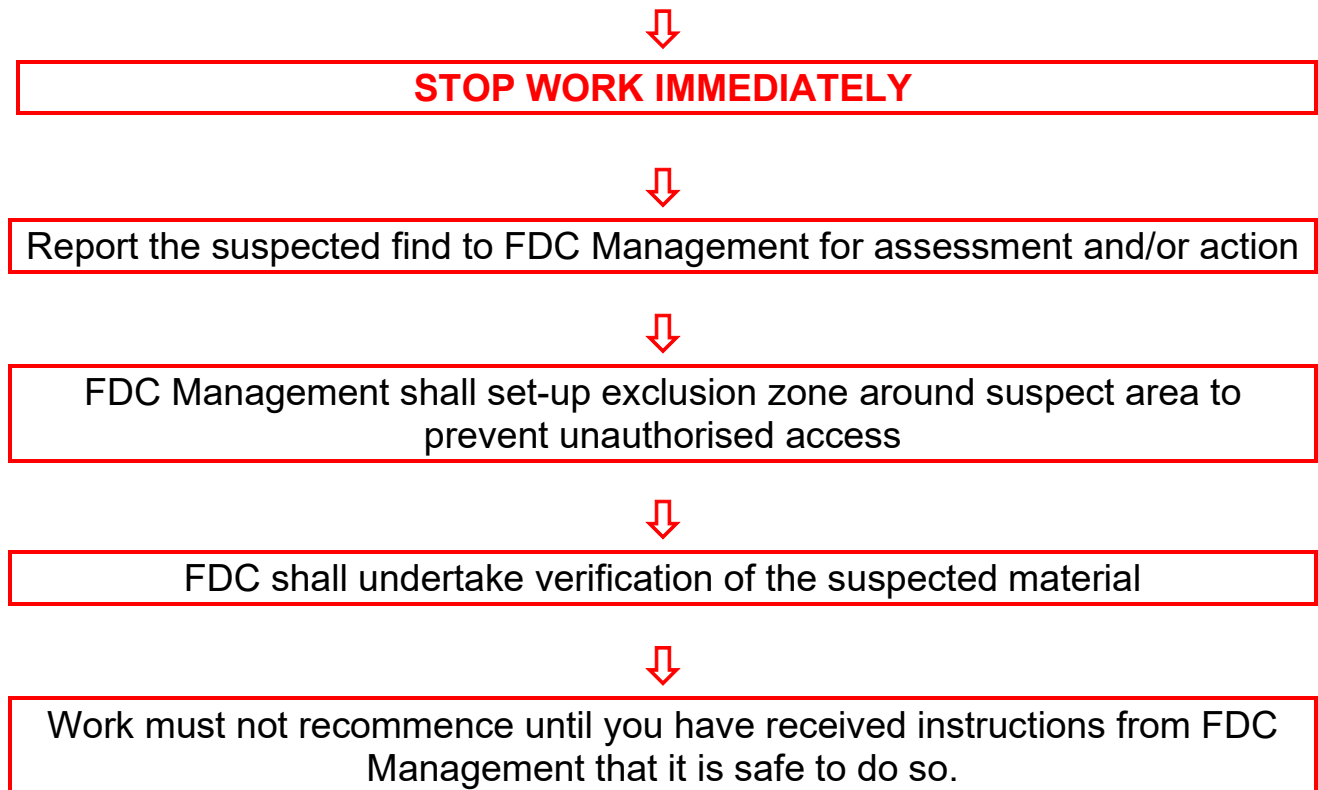 STOP WORK IMMEDIATELY
Report the suspected find to FDC Management for assessment and/or action
FDC Management shall set-up exclusion zone around suspect area to
prevent unauthorised access
FDC shall undertake verification of the suspected material
Work must not recommence until you have received instructions from FDC
Management that it is safe to do so.